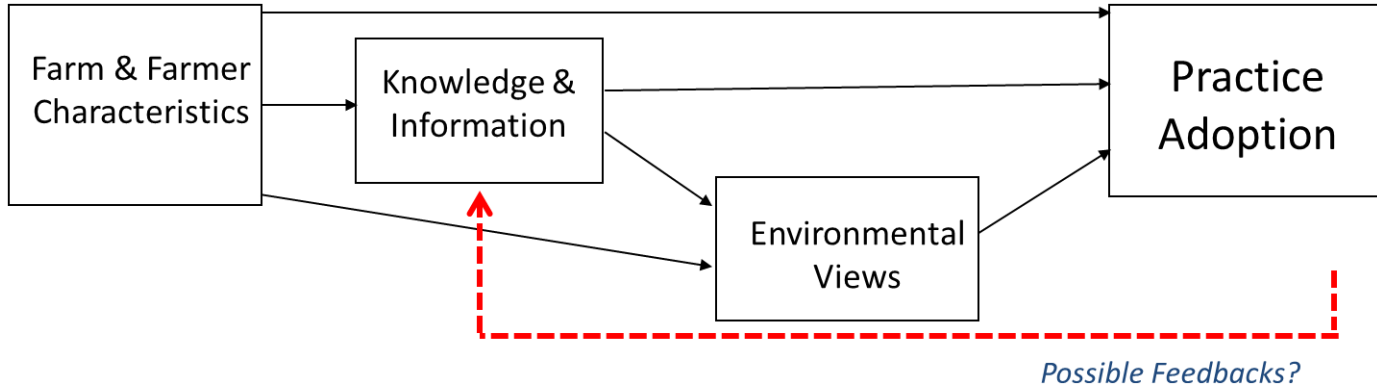 Farm & Farmer
Characteristics
Knowledge &
Information
Practice
Adoption
Environmental
Views
Possible Feedbacks?